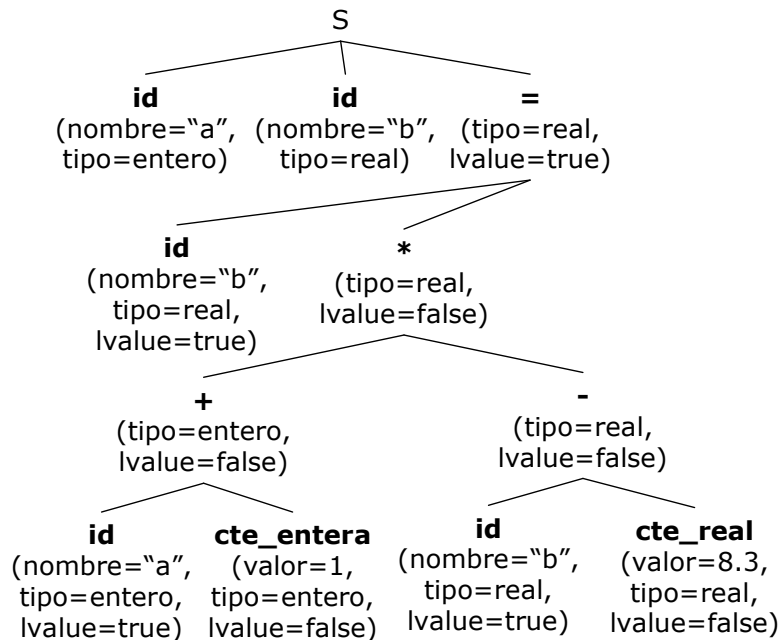 S
id id =
(nombre=“a”, (nombre=“b”, (tipo=real,
tipo=entero) tipo=real) lvalue=true)
id *
(nombre=“b”, (tipo=real,
tipo=real, lvalue=false)
lvalue=true)
+ -
(tipo=entero, (tipo=real,
lvalue=false) lvalue=false)
id cte_entera id cte_real
(nombre=“a”, (valor=1, (nombre=“b”, (valor=8.3,
tipo=entero, tipo=entero, tipo=real, tipo=real,
lvalue=true) lvalue=false) lvalue=true) lvalue=false)